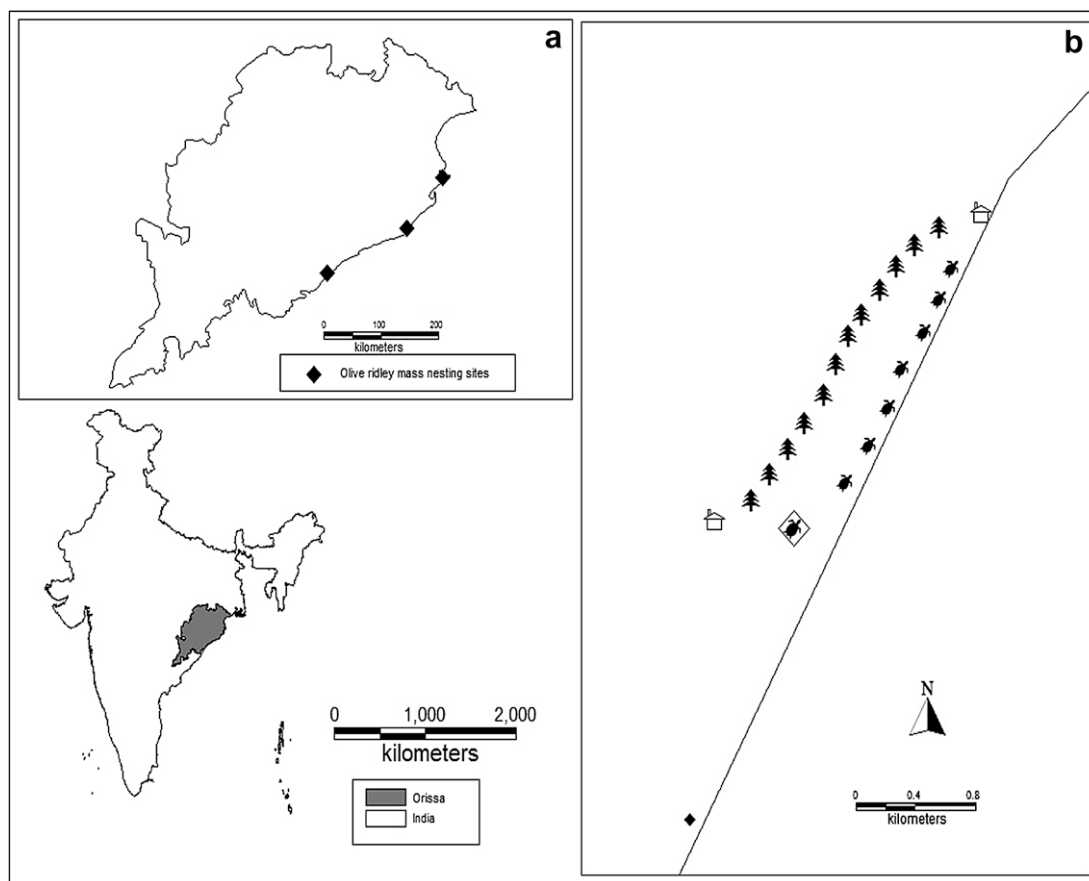 a
0 100 200
kilometers
Olive ridley mass nesting sites
0 1,000 2,000
kilometers
Orissa
India
b
N
0 0.4 0.8
kilometers